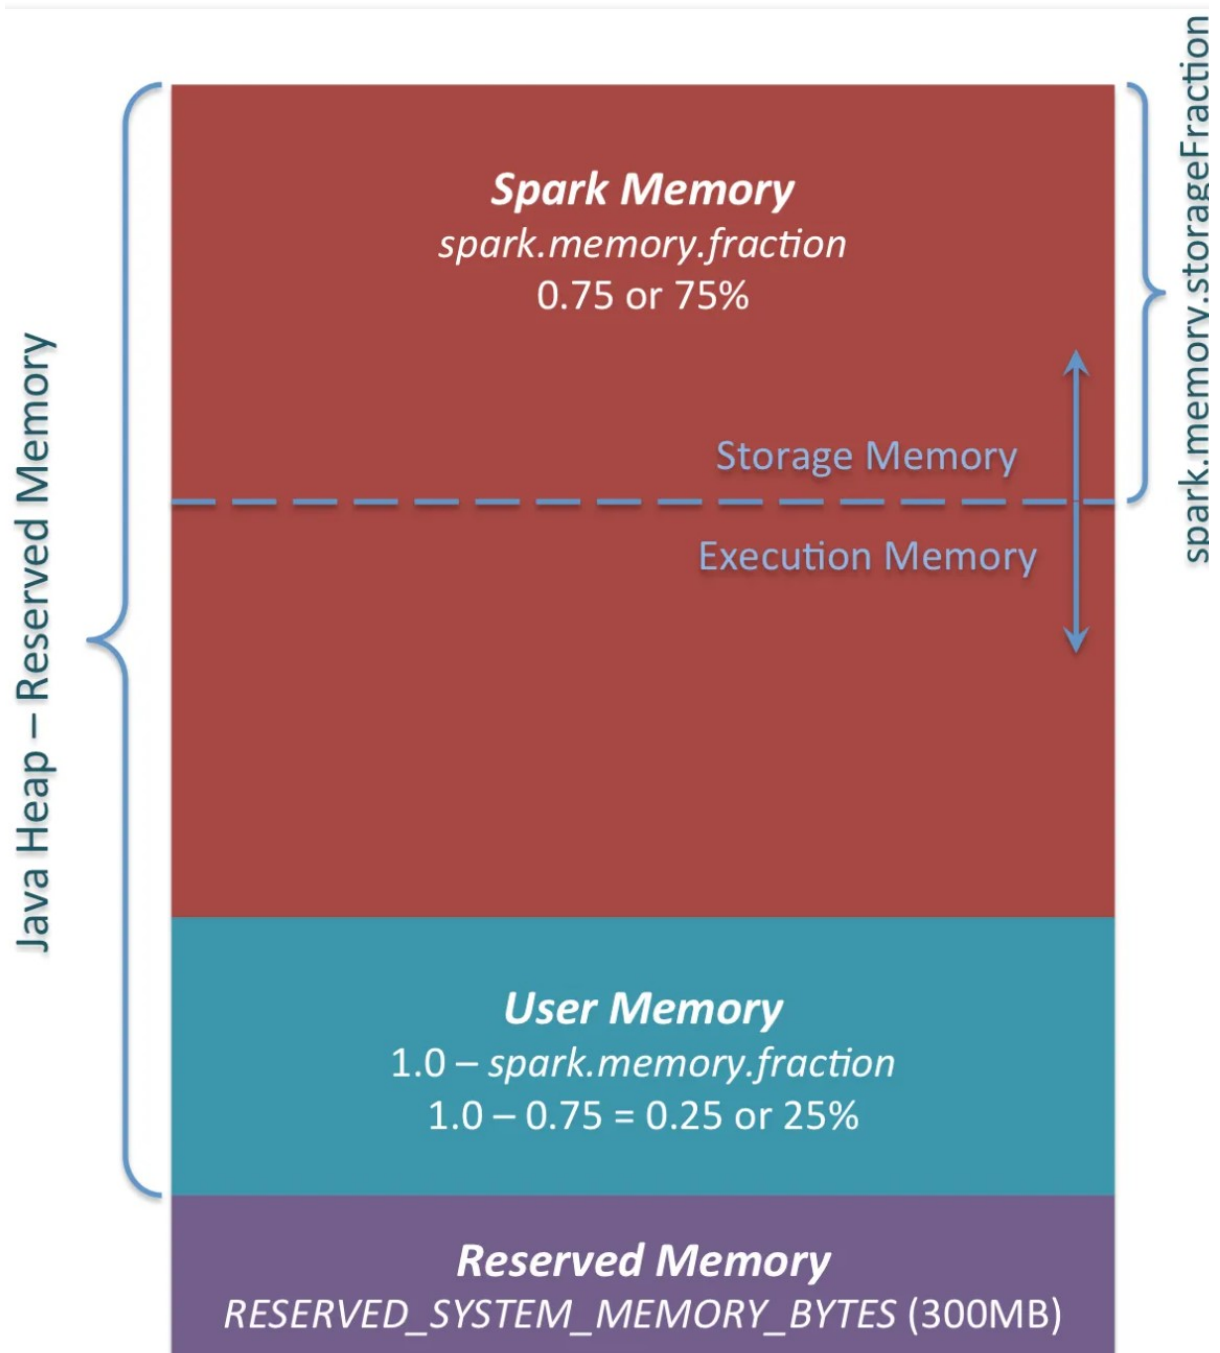 spark.memory.storageFraction
Spark Memory
spark.memory.fraction
0.75 or 75%
Java Heap – Reserved Memory
Storage Memory
Execution Memory
User Memory
1.0 – spark.memory.fraction
1.0 – 0.75 = 0.25 or 25%
Reserved Memory
RESERVED_SYSTEM_MEMORY_BYTES (300MB)